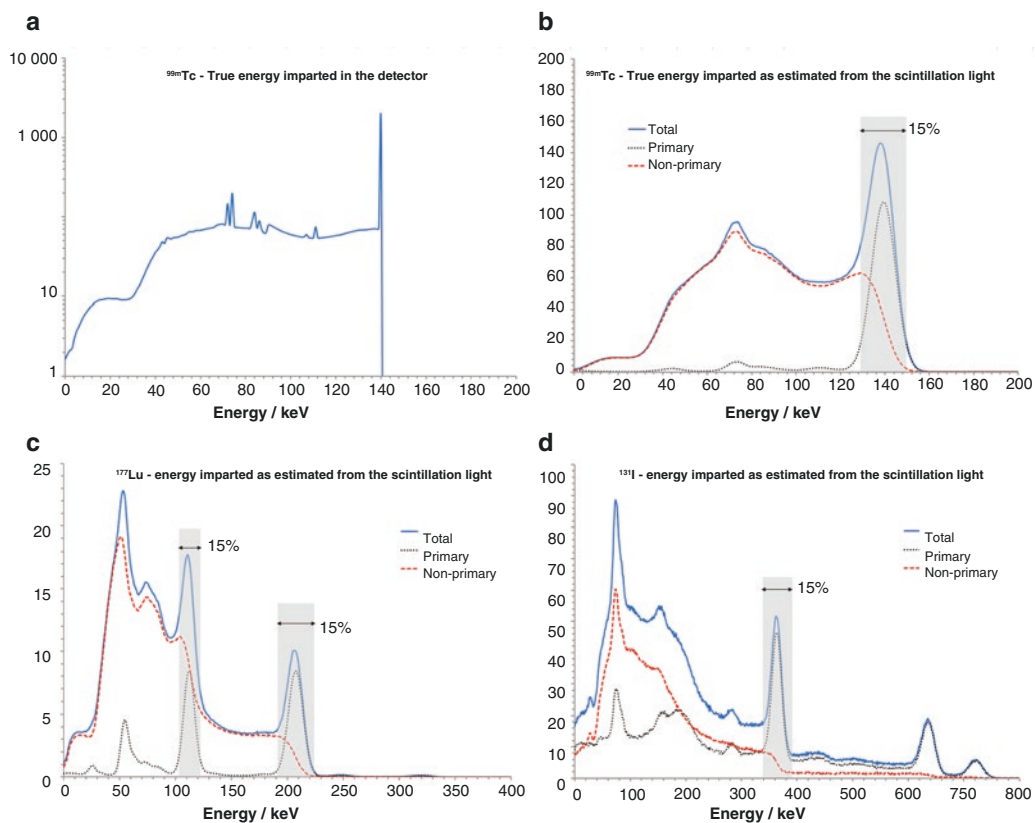 a
⁹⁹ᵐTc - True energy imparted in the detector
10 000
1 000
10
1
0 20 40 60 80 100 120 140 160 180 200
Energy / keV
b
⁹⁹ᵐTc - True energy imparted as estimated from the scintillation light
200
180
160
140
120
100
80
60
40
20
0
Total
Primary
Non-primary
15%
0 20 40 60 80 100 120 140 160 180 200
Energy / keV
c
¹⁷⁷Lu - energy imparted as estimated from the scintillation light
25
20
15
10
5
0
Total
Primary
Non-primary
15%
15%
0 50 100 150 200 250 300 350 400
Energy / keV
d
¹³¹I - energy imparted as estimated from the scintillation light
100
90
80
70
60
50
40
30
20
10
0
Total
Primary
Non-primary
15%
0 100 200 300 400 500 600 750 800
Energy / keV